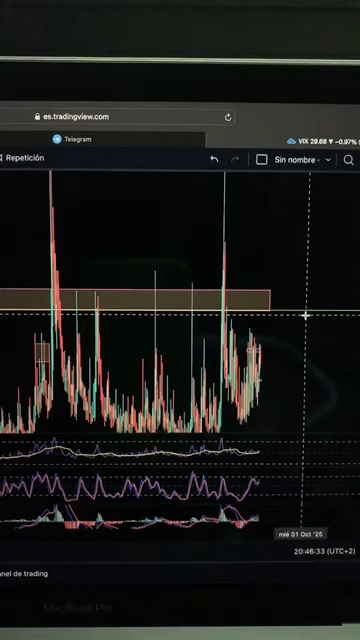 es.tradingview.com
Telegram
VIX 29.68 ▼ −0.97%
Repetición
Sin nombre
mié 01 Oct '25
20:46:33 (UTC+2)
nel de trading
MacBook Pro